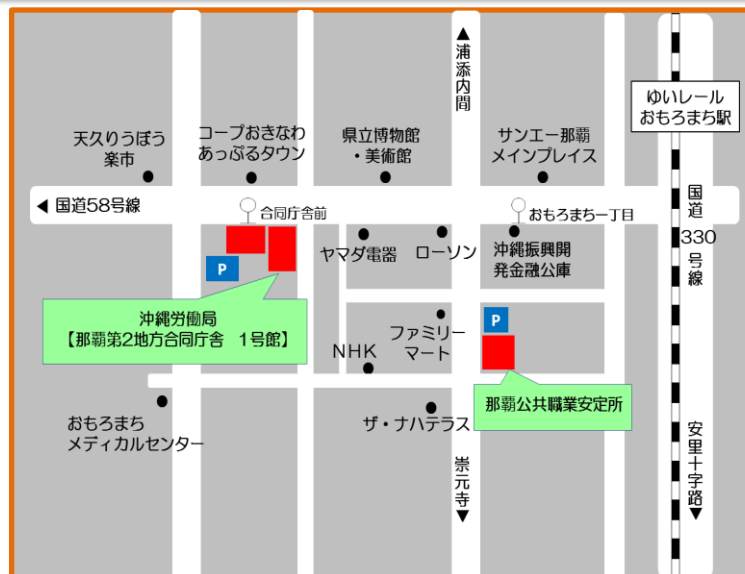 ▲浦添内間
ゆいレール
おもろまち駅
天久りうぼう
楽市
コープおきなわ
あっぷるタウン
県立博物館
・美術館
サンエー那覇
メインプレイス
◀ 国道58号線
合同庁舎前
おもろまち一丁目
国道330号線
ヤマダ電器
ローソン
沖縄振興開
発金融公庫
P
沖縄労働局
【那覇第2地方合同庁舎 1号館】
P
ファミリー
マート
NHK
那覇公共職業安定所
おもろまち
メディカルセンター
ザ・ナハテラス
崇元寺▼
安里十字路▼